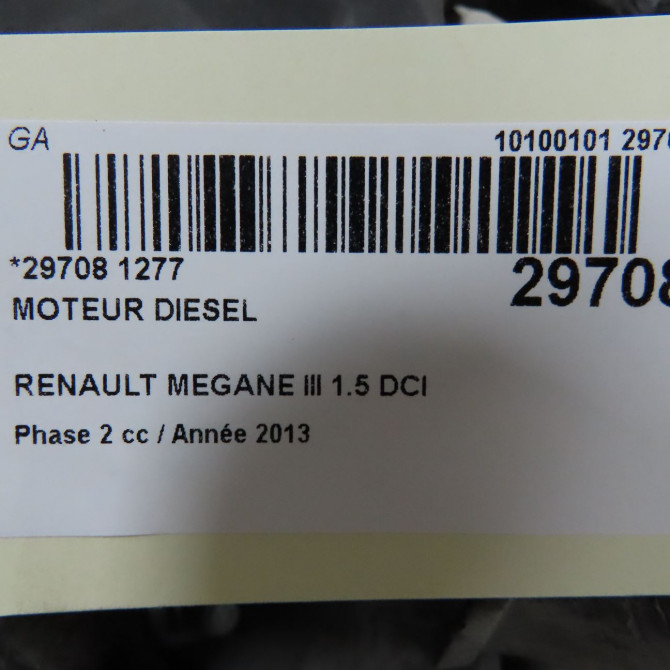 GA
10100101 2970
*29708 1277
29708
MOTEUR DIESEL
RENAULT MEGANE III 1.5 DCI
Phase 2 cc / Année 2013